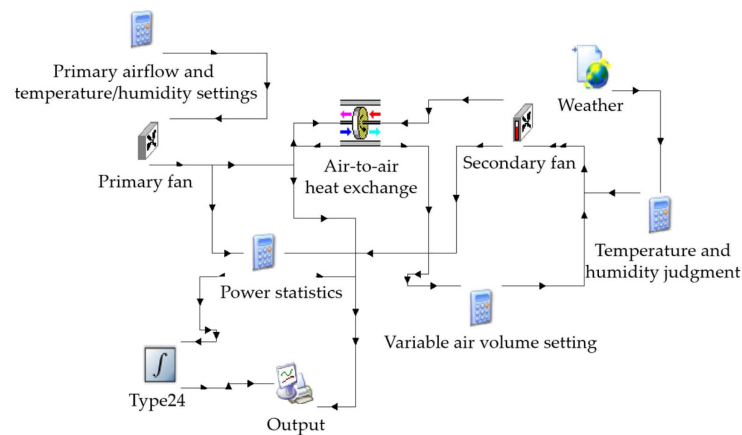 Primary airflow and
temperature/humidity settings
Weather
Primary fan
Air-to-air
heat exchange
Secondary fan
Temperature and
humidity judgment
Power statistics
Variable air volume setting
∫
Type24
Output